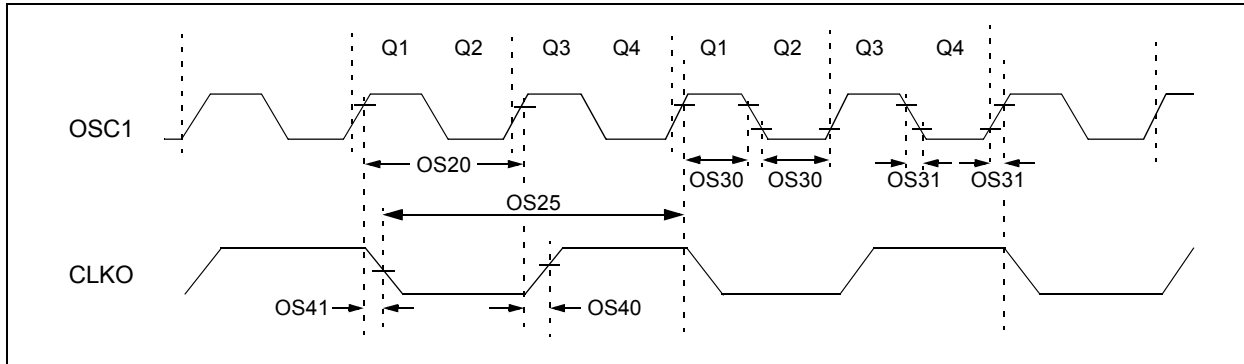 Q1 Q2 Q3 Q4 Q1 Q2 Q3 Q4
OSC1
OS20
OS30 OS30 OS31 OS31
OS25
CLKO
OS41 OS40